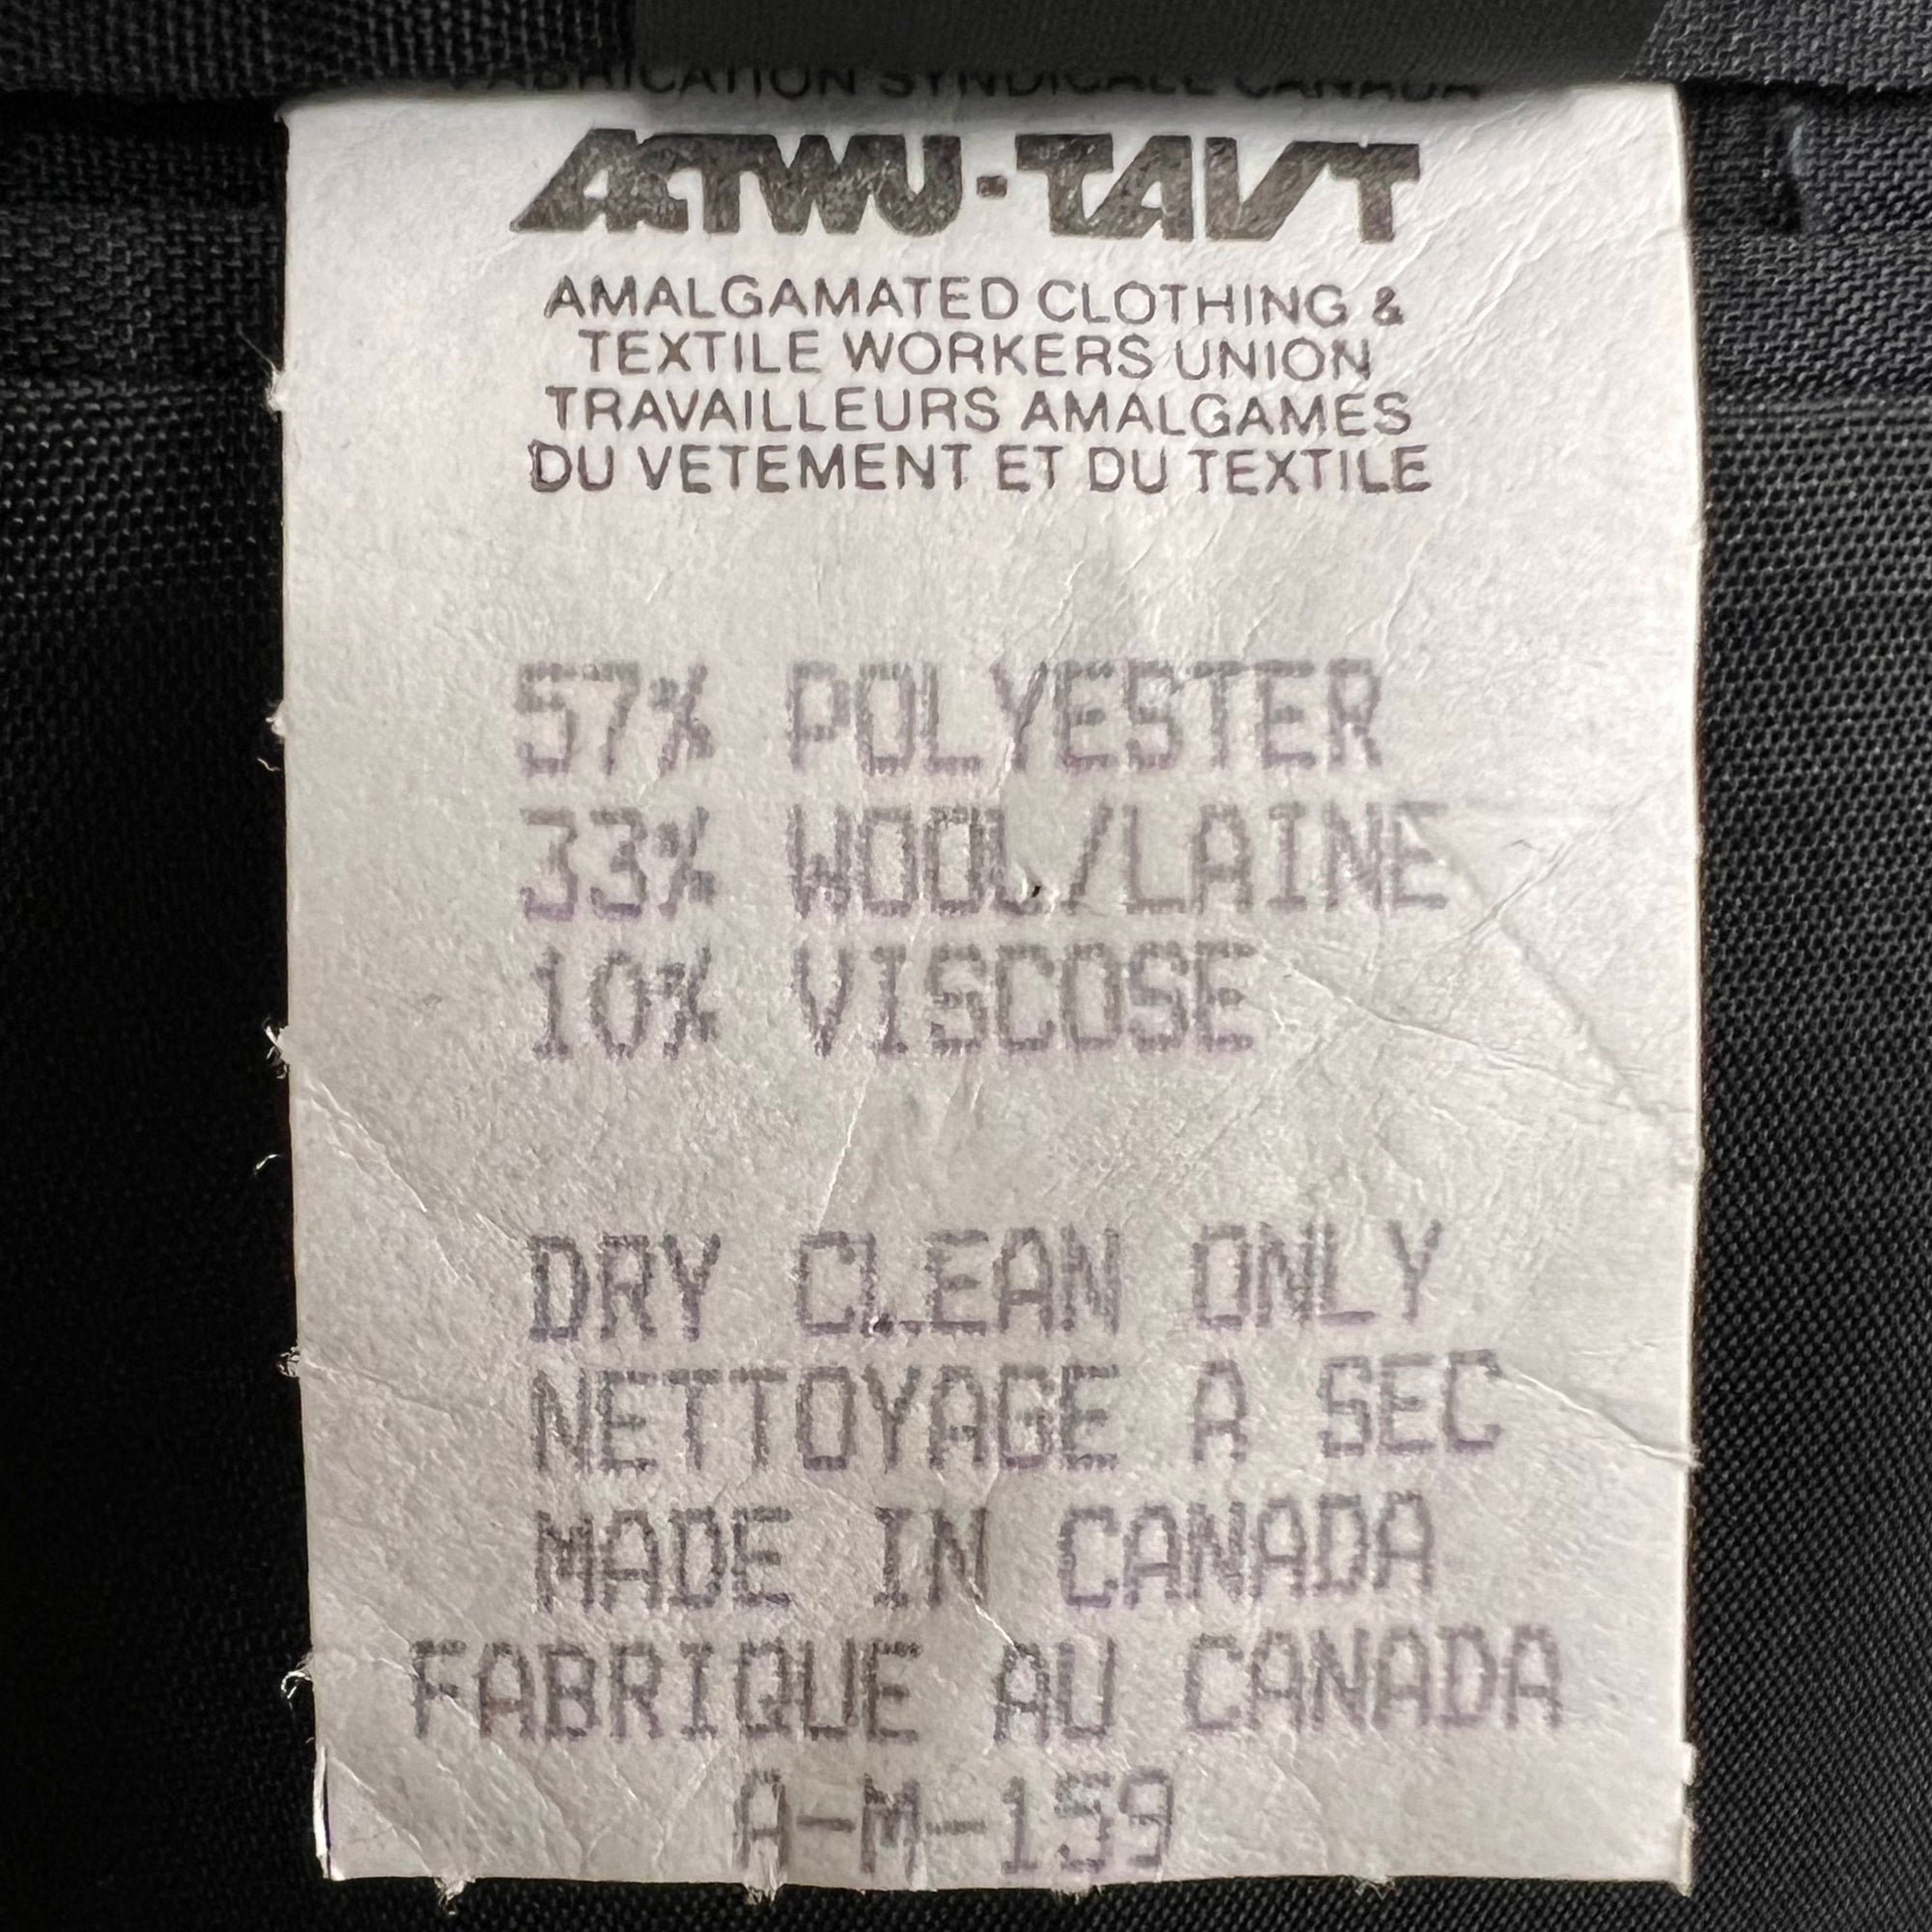 FABRICATION SYNDICALE CANADA
ACTWU·TAVT
AMALGAMATED CLOTHING &
TEXTILE WORKERS UNION
TRAVAILLEURS AMALGAMES
DU VETEMENT ET DU TEXTILE
57% POLYESTER
33% WOOL/LAINE
10% VISCOSE
DRY CLEAN ONLY
NETTOYAGE A SEC
MADE IN CANADA
FABRIQUE AU CANADA
A-M-159